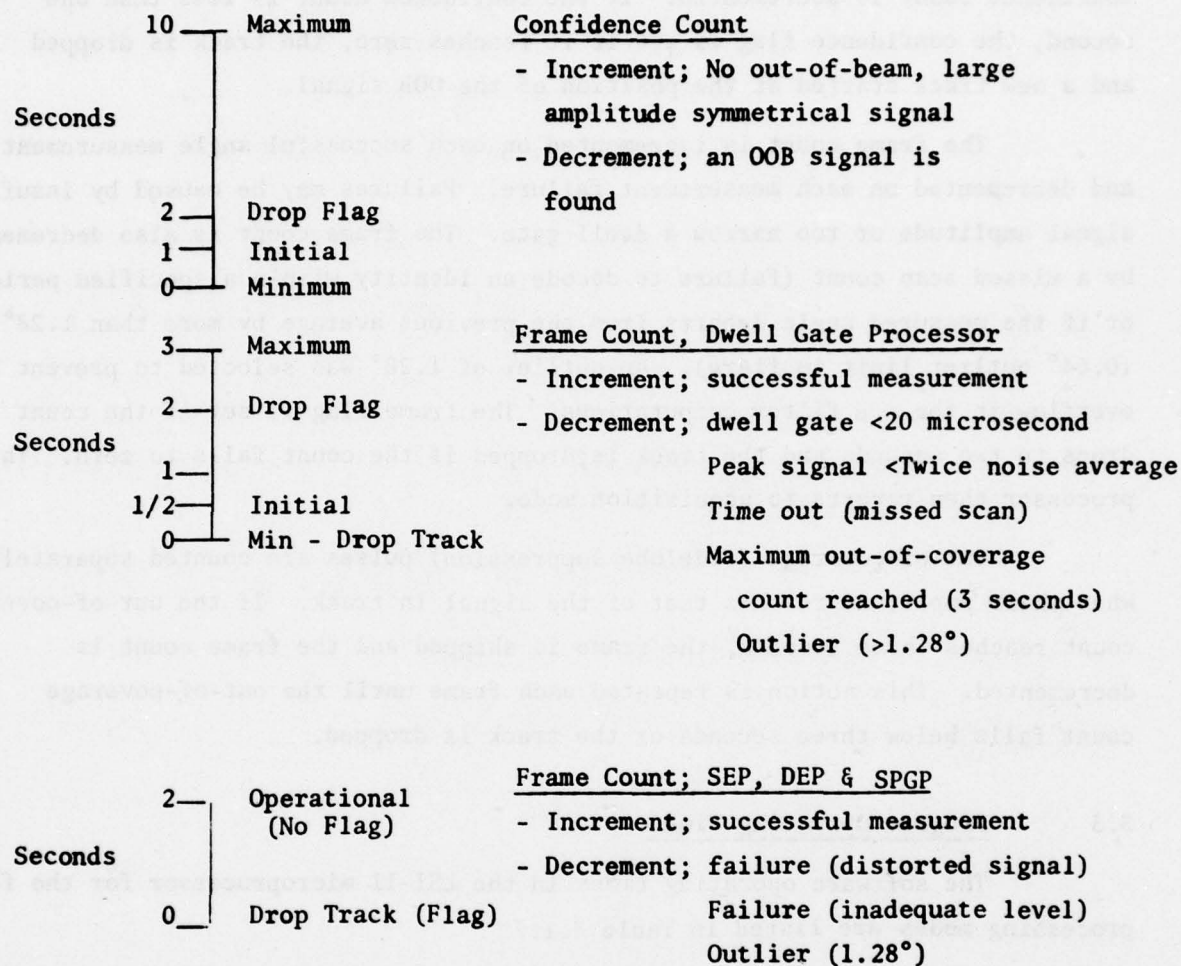 10 Maximum
Seconds
2 Drop Flag
1 Initial
0 Minimum
Confidence Count
- Increment; No out-of-beam, large
amplitude symmetrical signal
- Decrement; an OOB signal is
found
3 Maximum
2 Drop Flag
Seconds
1
1/2 Initial
0 Min - Drop Track
Frame Count, Dwell Gate Processor
- Increment; successful measurement
- Decrement; dwell gate <20 microsecond
Peak signal <Twice noise average
Time out (missed scan)
Maximum out-of-coverage
count reached (3 seconds)
Outlier (>1.28°)
2 Operational
(No Flag)
Seconds
0 Drop Track (Flag)
Frame Count; SEP, DEP & SPGP
- Increment; successful measurement
- Decrement; failure (distorted signal)
Failure (inadequate level)
Outlier (1.28°)